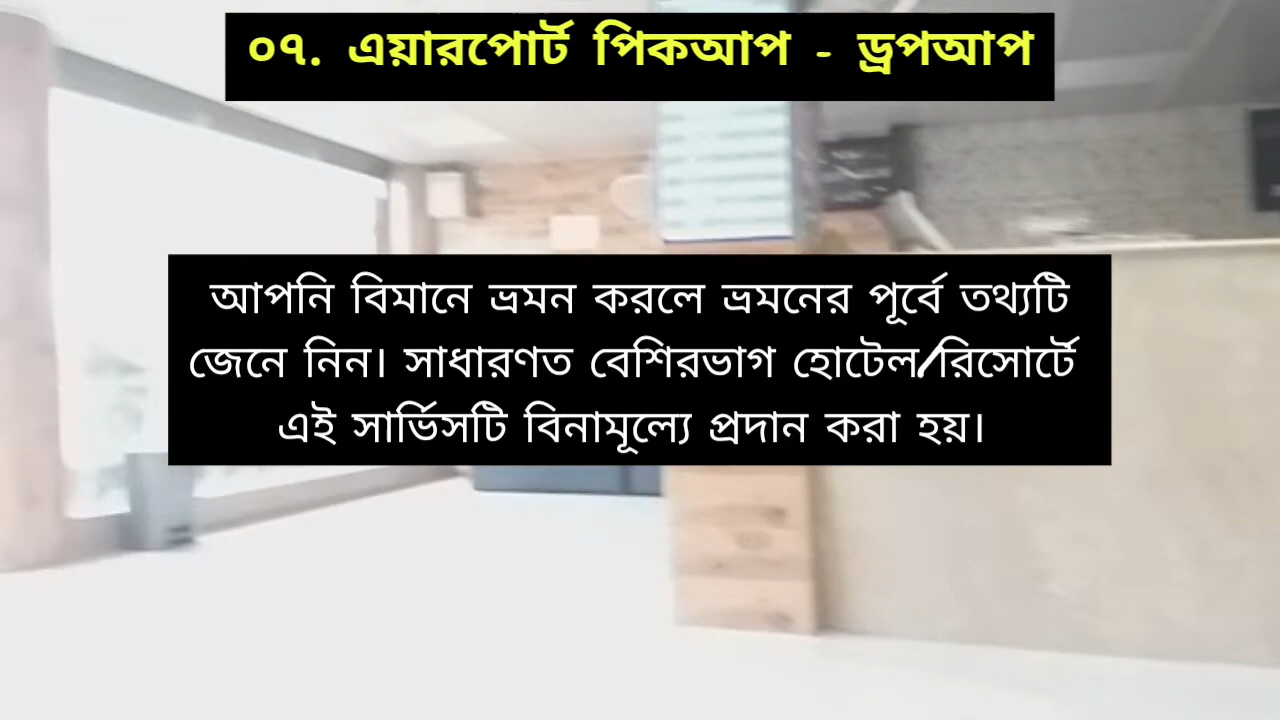 ০৭. এয়ারপোর্ট পিকআপ - ড্রপআপ
আপনি বিমানে ভ্রমন করলে ভ্রমনের পূর্বে তথ্যটি
জেনে নিন। সাধারণত বেশিরভাগ হোটেল/রিসোর্টে
এই সার্ভিসটি বিনামূল্যে প্রদান করা হয়।